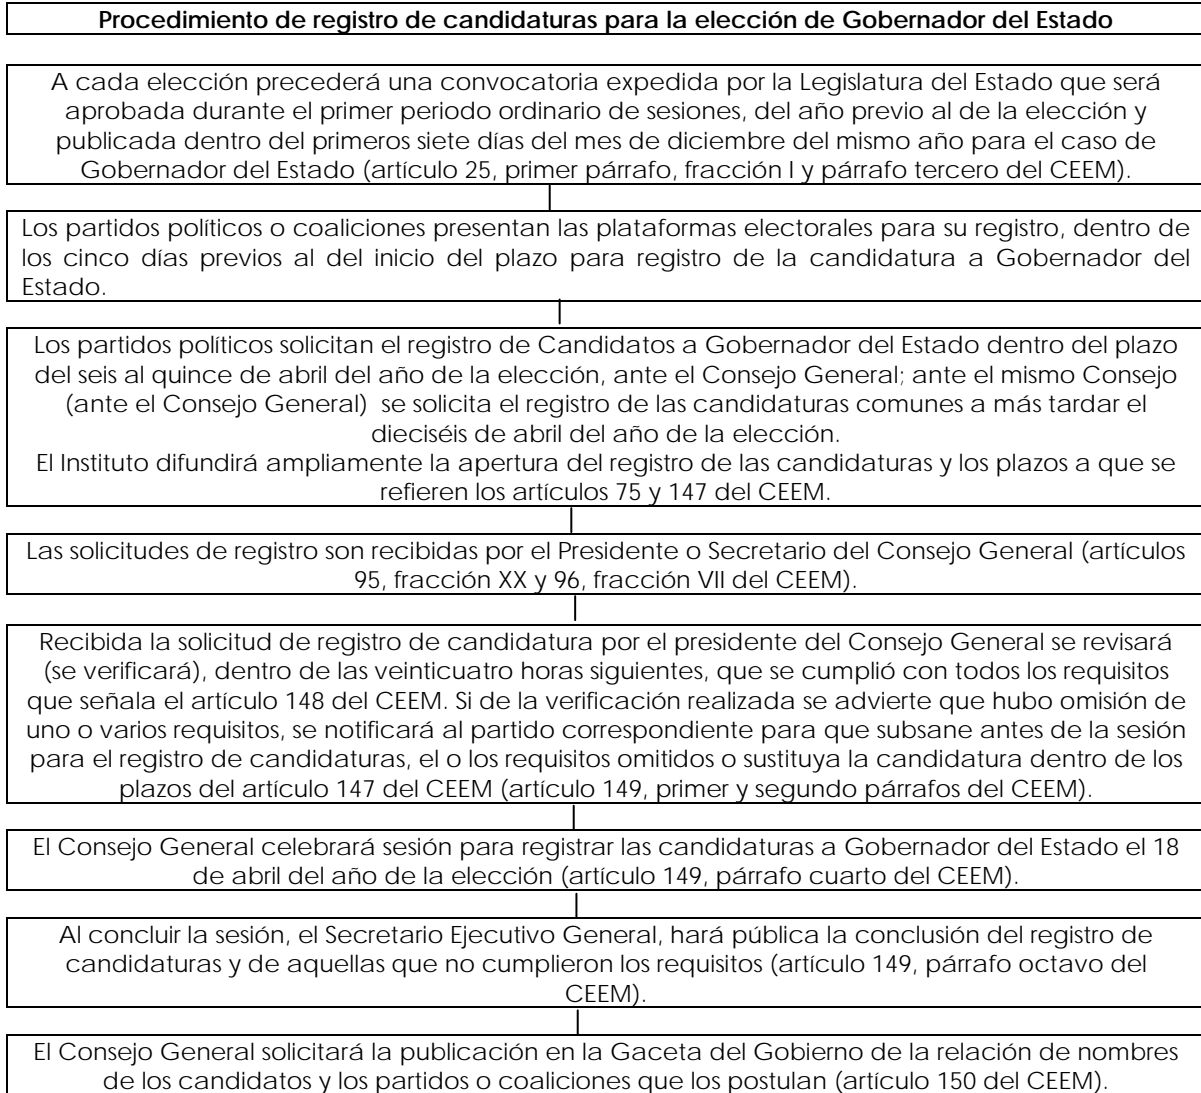 Procedimiento de registro de candidaturas para la elección de Gobernador del Estado
A cada elección precederá una convocatoria expedida por la Legislatura del Estado que será
aprobada durante el primer periodo ordinario de sesiones, del año previo al de la elección y
publicada dentro del primeros siete días del mes de diciembre del mismo año para el caso de
Gobernador del Estado (artículo 25, primer párrafo, fracción I y párrafo tercero del CEEM).
Los partidos políticos o coaliciones presentan las plataformas electorales para su registro, dentro de
los cinco días previos al del inicio del plazo para registro de la candidatura a Gobernador del
Estado.
Los partidos políticos solicitan el registro de Candidatos a Gobernador del Estado dentro del plazo
del seis al quince de abril del año de la elección, ante el Consejo General; ante el mismo Consejo
(ante el Consejo General) se solicita el registro de las candidaturas comunes a más tardar el
dieciséis de abril del año de la elección.
El Instituto difundirá ampliamente la apertura del registro de las candidaturas y los plazos a que se
refieren los artículos 75 y 147 del CEEM.
Las solicitudes de registro son recibidas por el Presidente o Secretario del Consejo General (artículos
95, fracción XX y 96, fracción VII del CEEM).
Recibida la solicitud de registro de candidatura por el presidente del Consejo General se revisará
(se verificará), dentro de las veinticuatro horas siguientes, que se cumplió con todos los requisitos
que señala el artículo 148 del CEEM. Si de la verificación realizada se advierte que hubo omisión de
uno o varios requisitos, se notificará al partido correspondiente para que subsane antes de la sesión
para el registro de candidaturas, el o los requisitos omitidos o sustituya la candidatura dentro de los
plazos del artículo 147 del CEEM (artículo 149, primer y segundo párrafos del CEEM).
El Consejo General celebrará sesión para registrar las candidaturas a Gobernador del Estado el 18
de abril del año de la elección (artículo 149, párrafo cuarto del CEEM).
Al concluir la sesión, el Secretario Ejecutivo General, hará pública la conclusión del registro de
candidaturas y de aquellas que no cumplieron los requisitos (artículo 149, párrafo octavo del
CEEM).
El Consejo General solicitará la publicación en la Gaceta del Gobierno de la relación de nombres
de los candidatos y los partidos o coaliciones que los postulan (artículo 150 del CEEM).